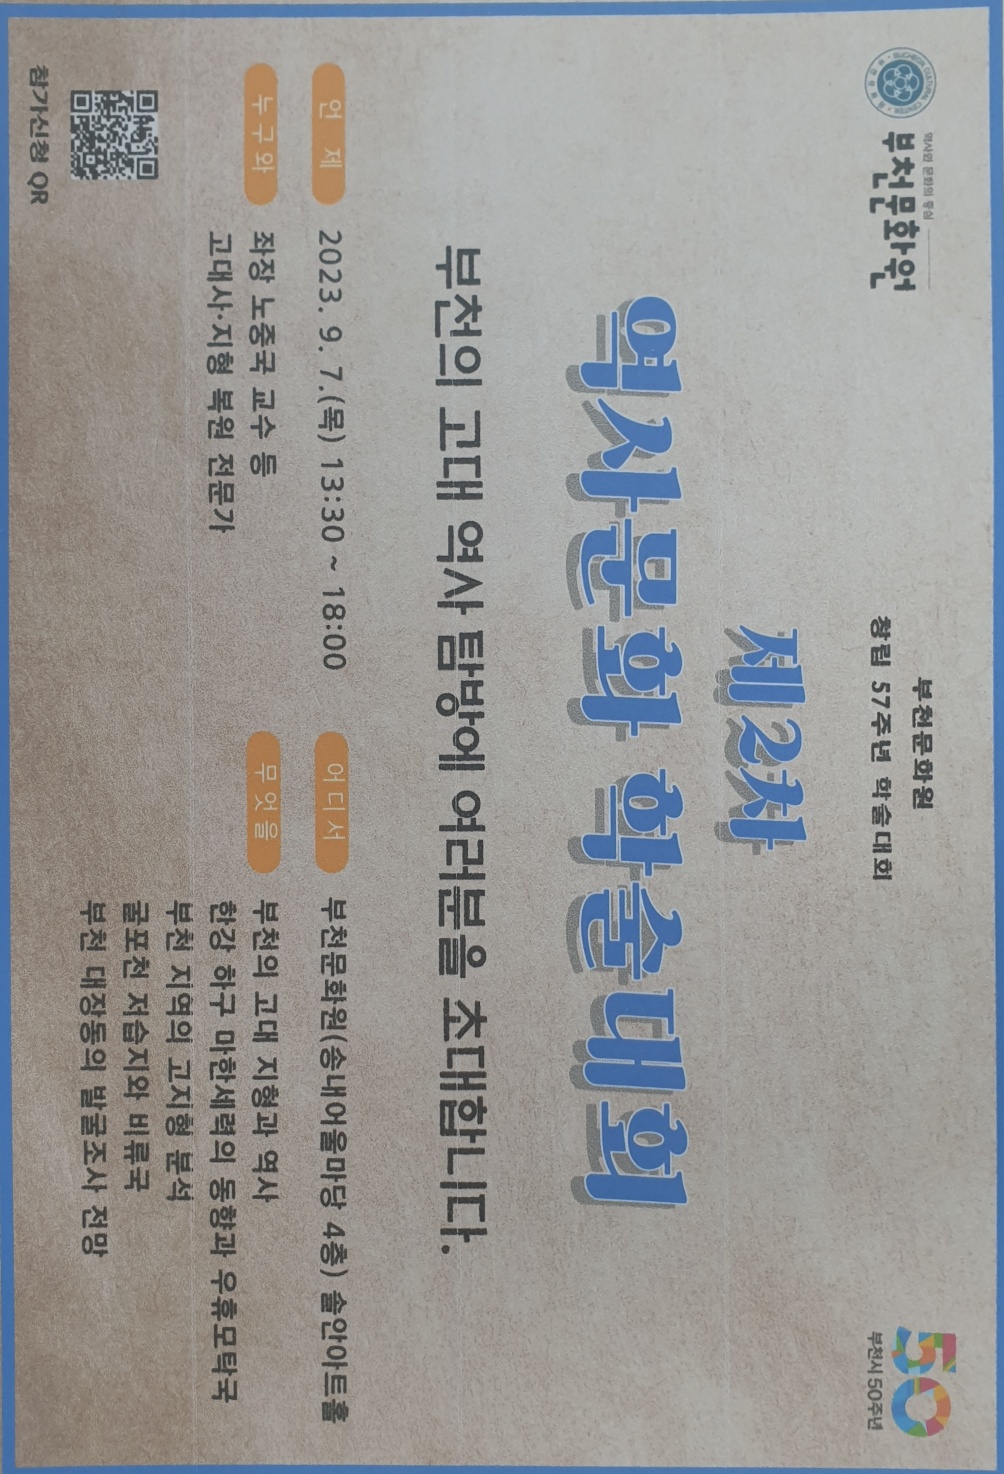 BUCHEON CULTURAL CENTER
역사와 문화의 중심
부천문화원
부천문화원
창립 57주년 학술대회
50
부천시 50주년
제2차
역사문화 학술대회
부천의 고대 역사 탐방에 여러분을 초대합니다.
언 제 2023. 9. 7.(목) 13:30 ~ 18:00
어디서 부천문화원(송내어울마당 4층) 솔안아트홀
누구와 좌장 노중국 교수 등
고대사·지형 복원 전문가
무엇을 부천의 고대 지형과 역사
한강 하구 마한세력의 동향과 우휴모탁국
부천 지역의 고지형 분석
굴포천 저습지와 비류국
부천 대장동의 발굴조사 전망
참가신청 QR